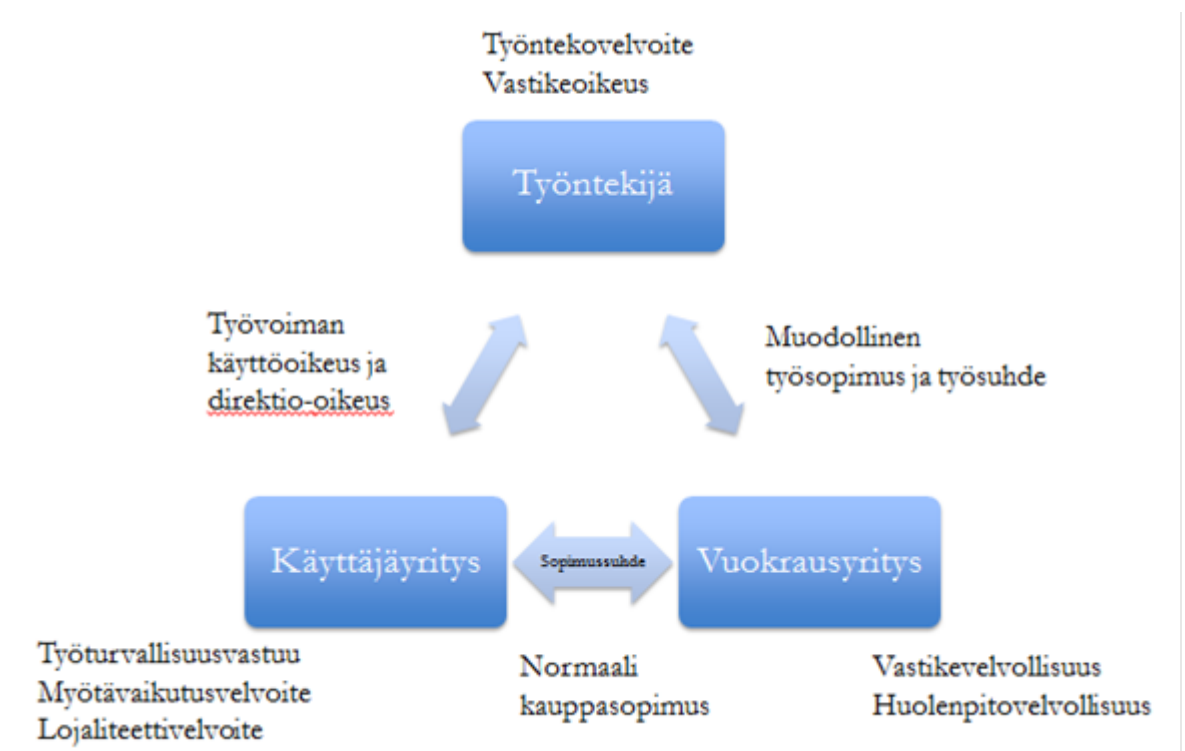 Työntekovelvoite
Vastikeoikeus
Työntekijä
Työvoiman
käyttöoikeus ja
direktio-oikeus
Muodollinen
työsopimus ja työsuhde
Käyttäjäyritys
Sopimussuhde
Vuokrausyritys
Työturvallisuusvastuu
Myötävaikutusvelvoite
Lojaliteettivelvoite
Normaali
kauppasopimus
Vastikevelvollisuus
Huolenpitovelvollisuus